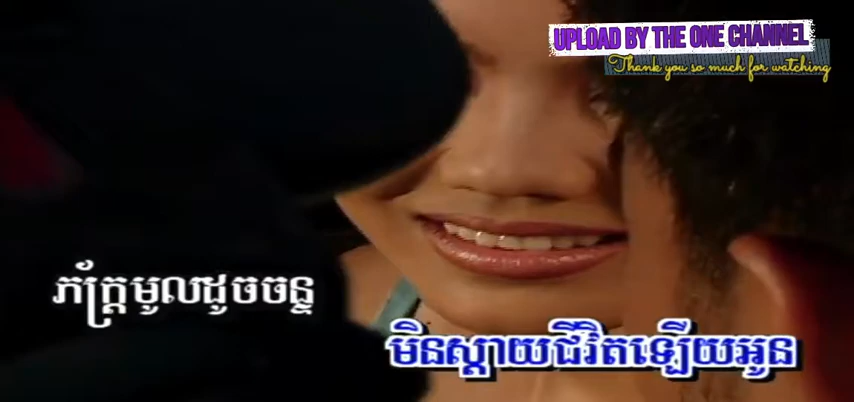 UPLOAD BY THE ONE CHANNEL
Thank you so much for watching
ភ័ក្ត្រមូលដូចចន្ទ
មិនស្ដាយជីវិតឡើយអូន